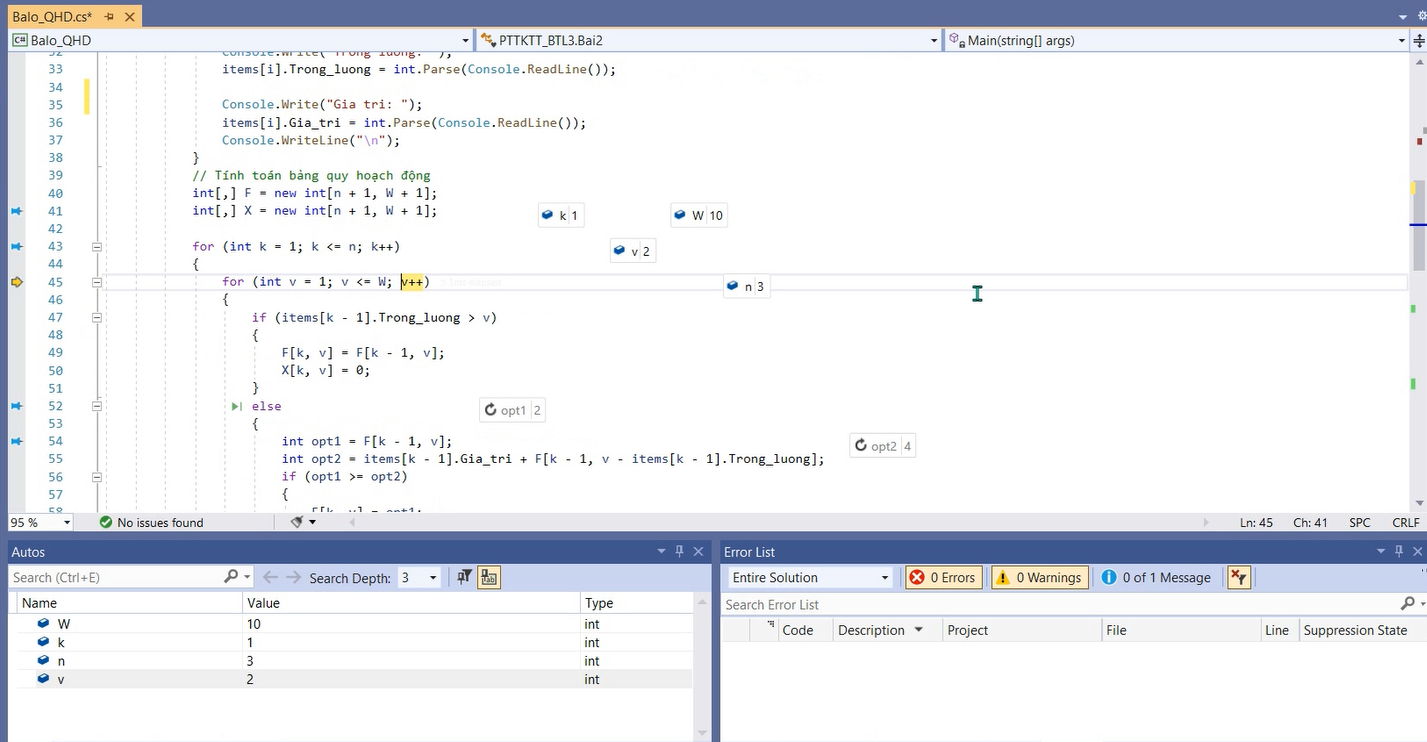 Balo_QHD.cs*
C# Balo_QHD PTTKTT_BTL3.Bai2 Main(string[] args)
32 Console.Write("Trong luong: ");
33 items[i].Trong_luong = int.Parse(Console.ReadLine());
34
35 Console.Write("Gia tri: ");
36 items[i].Gia_tri = int.Parse(Console.ReadLine());
37 Console.WriteLine("\n");
38 }
39 // Tính toán bảng quy hoạch động
40 int[,] F = new int[n + 1, W + 1];
41 int[,] X = new int[n + 1, W + 1];
k 1 W 10
42
43 for (int k = 1; k <= n; k++)
v 2
44 {
45 for (int v = 1; v <= W; v++)
n 3
46 {
47 if (items[k - 1].Trong_luong > v)
48 {
49 F[k, v] = F[k - 1, v];
50 X[k, v] = 0;
51 }
52 else
opt1 2
53 {
54 int opt1 = F[k - 1, v];
opt2 4
55 int opt2 = items[k - 1].Gia_tri + F[k - 1, v - items[k - 1].Trong_luong];
56 if (opt1 >= opt2)
57 {
58 F[k, v] = opt1;
95 % No issues found Ln: 45 Ch: 41 SPC CRLF
Autos
Search (Ctrl+E) Search Depth: 3
Name Value Type
W 10 int
k 1 int
n 3 int
v 2 int
Error List
Entire Solution 0 Errors 0 Warnings 0 of 1 Message
Search Error List
Code Description Project File Line Suppression State